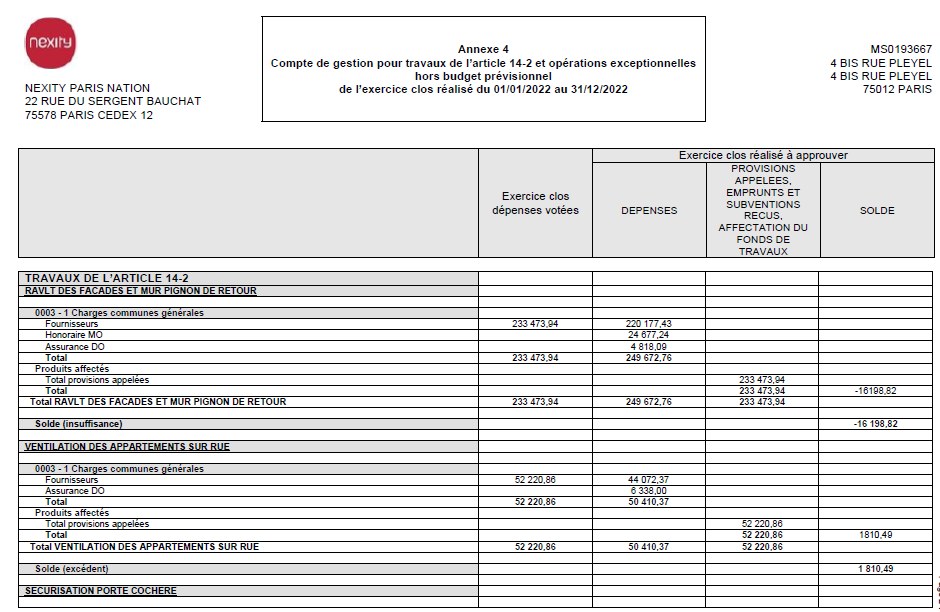 nexity
Annexe 4
Compte de gestion pour travaux de l'article 14-2 et opérations exceptionnelles
hors budget prévisionnel
de l'exercice clos réalisé du 01/01/2022 au 31/12/2022
MS0193667
4 BIS RUE PLEYEL
4 BIS RUE PLEYEL
75012 PARIS
NEXITY PARIS NATION
22 RUE DU SERGENT BAUCHAT
75578 PARIS CEDEX 12
Exercice clos réalisé à approuver
Exercice clos
dépenses votées
DEPENSES
PROVISIONS
APPELEES,
EMPRUNTS ET
SUBVENTIONS
RECUS,
AFFECTATION DU
FONDS DE
TRAVAUX
SOLDE
TRAVAUX DE L'ARTICLE 14-2
RAVLT DES FACADES ET MUR PIGNON DE RETOUR
0003 - 1 Charges communes générales
Fournisseurs 233 473,94 220 177,43
Honoraire MO 24 677,24
Assurance DO 4 818,09
Total 233 473,94 249 672,76
Produits affectés
Total provisions appelées 233 473,94
Total 233 473,94 -16198,82
Total RAVLT DES FACADES ET MUR PIGNON DE RETOUR 233 473,94 249 672,76 233 473,94
Solde (insuffisance) -16 198,82
VENTILATION DES APPARTEMENTS SUR RUE
0003 - 1 Charges communes générales
Fournisseurs 52 220,86 44 072,37
Assurance DO 6 338,00
Total 52 220,86 50 410,37
Produits affectés
Total provisions appelées 52 220,86
Total 52 220,86 1810,49
Total VENTILATION DES APPARTEMENTS SUR RUE 52 220,86 50 410,37 52 220,86
Solde (excédent) 1 810,49
SECURISATION PORTE COCHERE